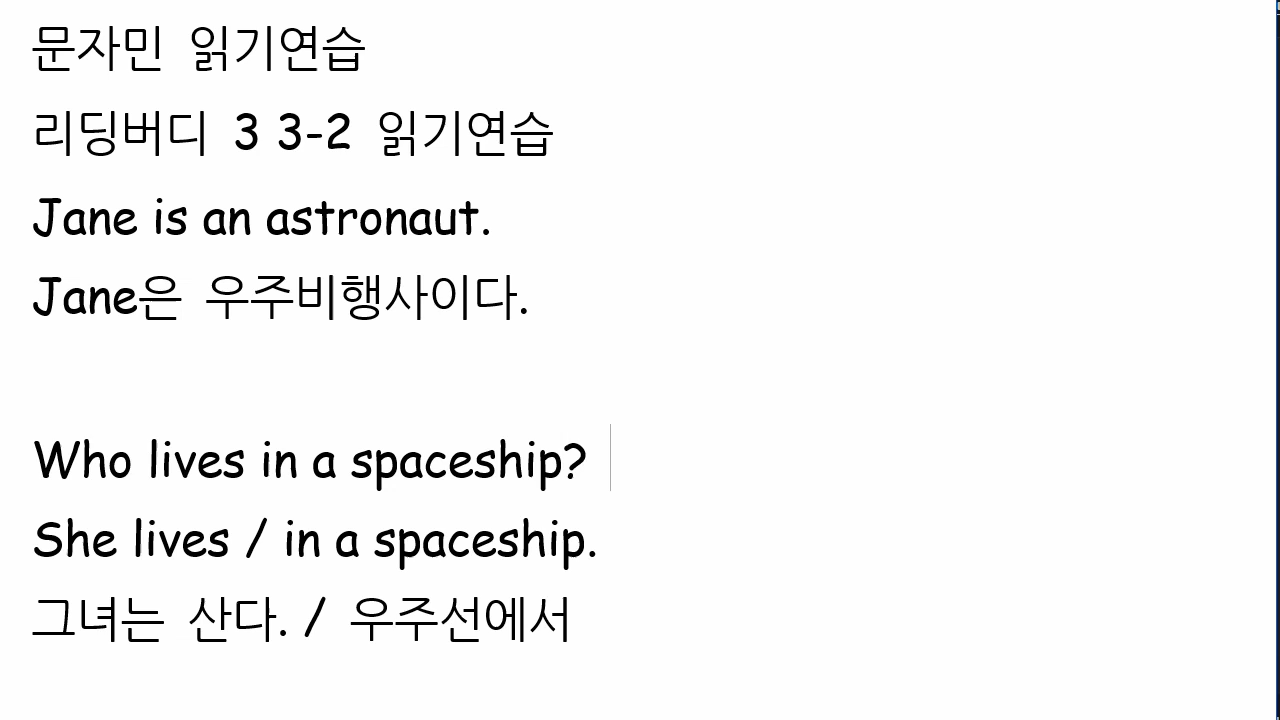 문자민 읽기연습
리딩버디 3 3-2 읽기연습
Jane is an astronaut.
Jane은 우주비행사이다.
Who lives in a spaceship?
She lives / in a spaceship.
그녀는 산다. / 우주선에서